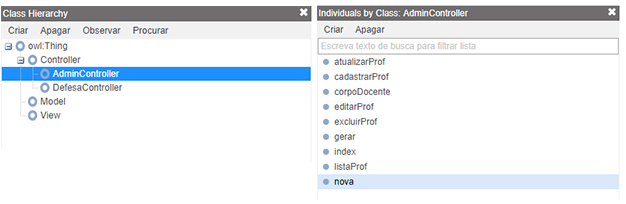 Class Hierarchy
Criar Apagar Observar Procurar
owl:Thing
Controller
AdminController
DefesaController
Model
View
Individuals by Class: AdminController
Criar Apagar
Escreva texto de busca para filtrar lista
atualizarProf
cadastrarProf
corpoDocente
editarProf
excluirProf
gerar
index
listaProf
nova